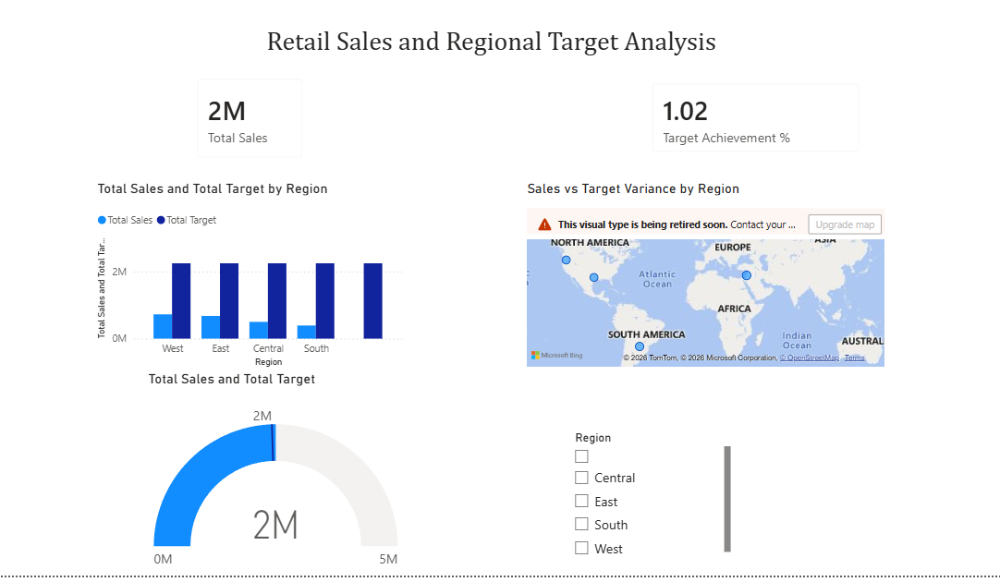 Retail Sales and Regional Target Analysis
2M
Total Sales
1.02
Target Achievement %
Total Sales and Total Target by Region
Total Sales Total Target
Total Sales and Total Tar...
2M
0M
West East Central South
Region
Sales vs Target Variance by Region
This visual type is being retired soon. Contact your ... Upgrade map
NORTH AMERICA
EUROPE
ASIA
Atlantic
Ocean
AFRICA
SOUTH AMERICA
Indian
Ocean
AUSTRAL
Microsoft Bing
© 2026 TomTom, © 2026 Microsoft Corporation, © OpenStreetMap Terms
Total Sales and Total Target
2M
2M
0M 5M
Region
Central
East
South
West